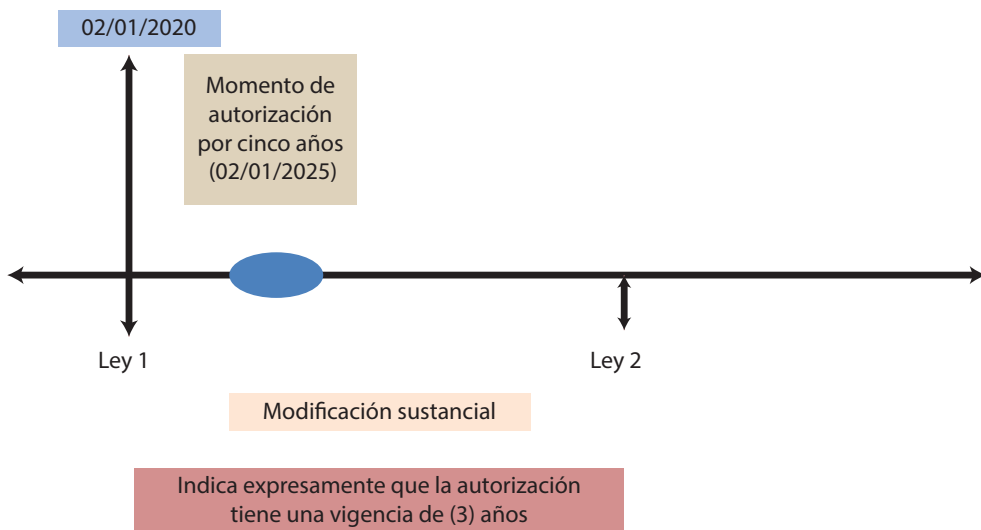 02/01/2020
Momento de
autorización
por cinco años
(02/01/2025)
Ley 1
Ley 2
Modificación sustancial
Indica expresamente que la autorización
tiene una vigencia de (3) años